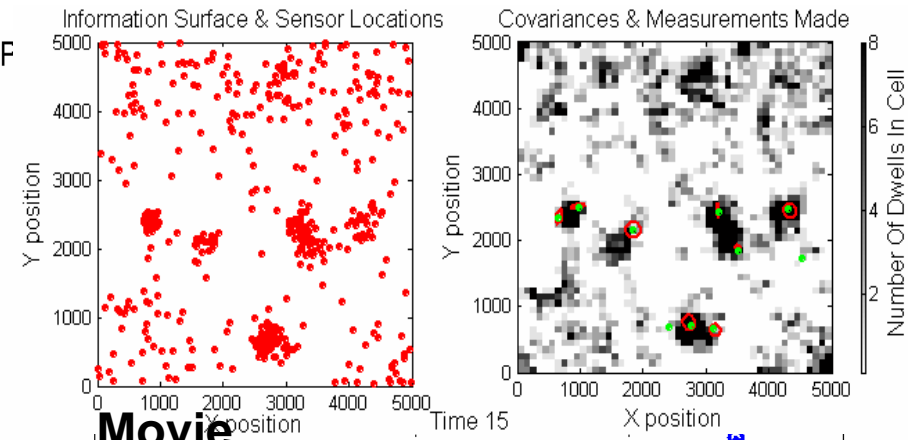 Information Surface & Sensor Locations
P
5000
4000
3000
2000
1000
0
Y position
0 1000 2000 3000 4000 5000
X position
Movie
Time 15
Covariances & Measurements Made
5000
4000
3000
2000
1000
0
Y position
0 1000 2000 3000 4000 5000
X position
8
6
4
2
Number Of Dwells In Cell